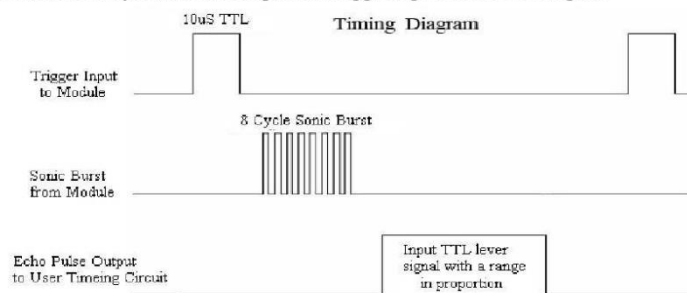 10uS TTL
Timing Diagram
Trigger Input
to Module
8 Cycle Sonic Burst
Sonic Burst
from Module
Echo Pulse Output
to User Timeing Circuit
Input TTL lever
signal with a range
in proportion